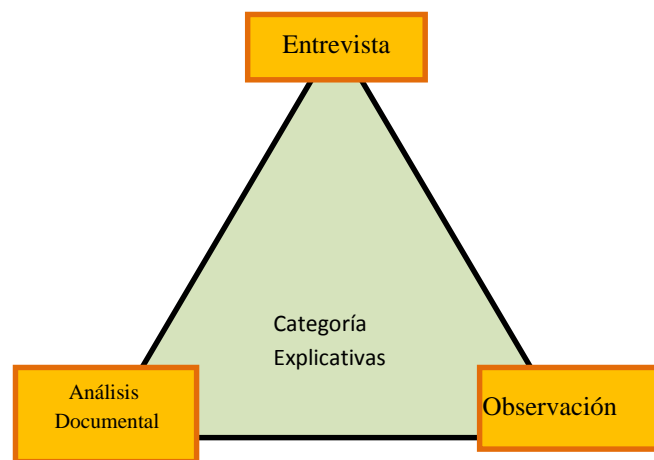 Entrevista
Categoría
Explicativas
Análisis
Documental
Observación